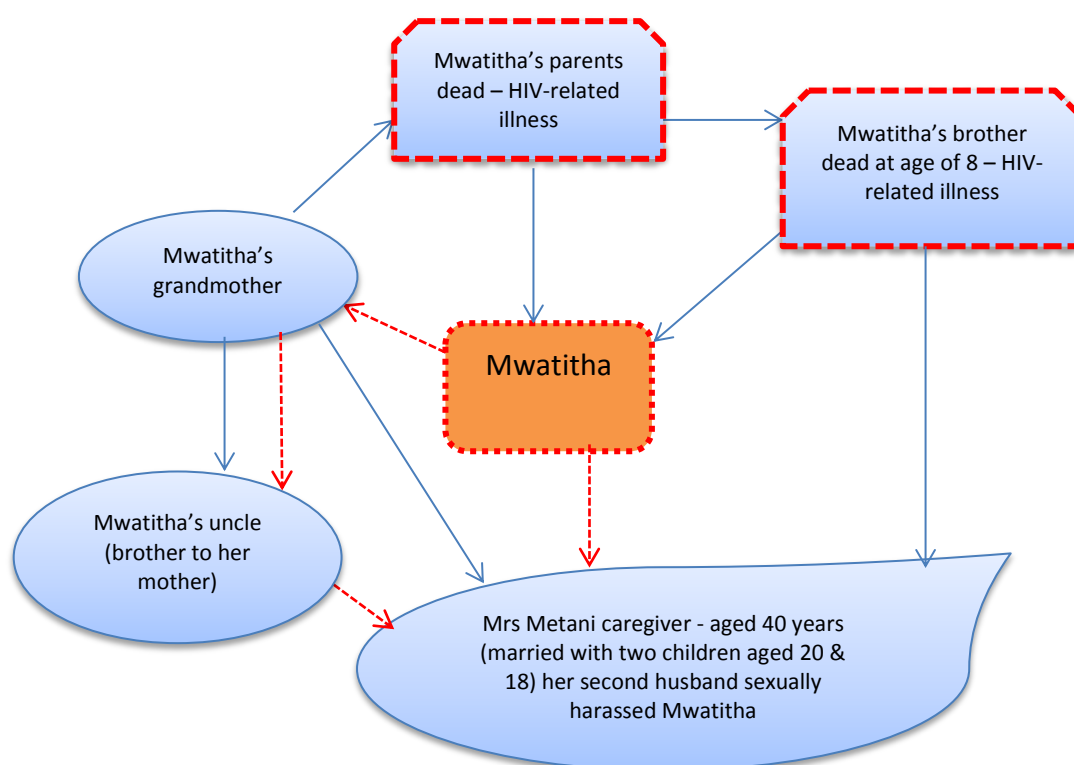 Mwatitha’s parents
dead – HIV-related
illness
Mwatitha’s brother
dead at age of 8 – HIV-
related illness
Mwatitha’s
grandmother
Mwatitha
Mwatitha’s uncle
(brother to her
mother)
Mrs Metani caregiver - aged 40 years
(married with two children aged 20 &
18) her second husband sexually
harassed Mwatitha